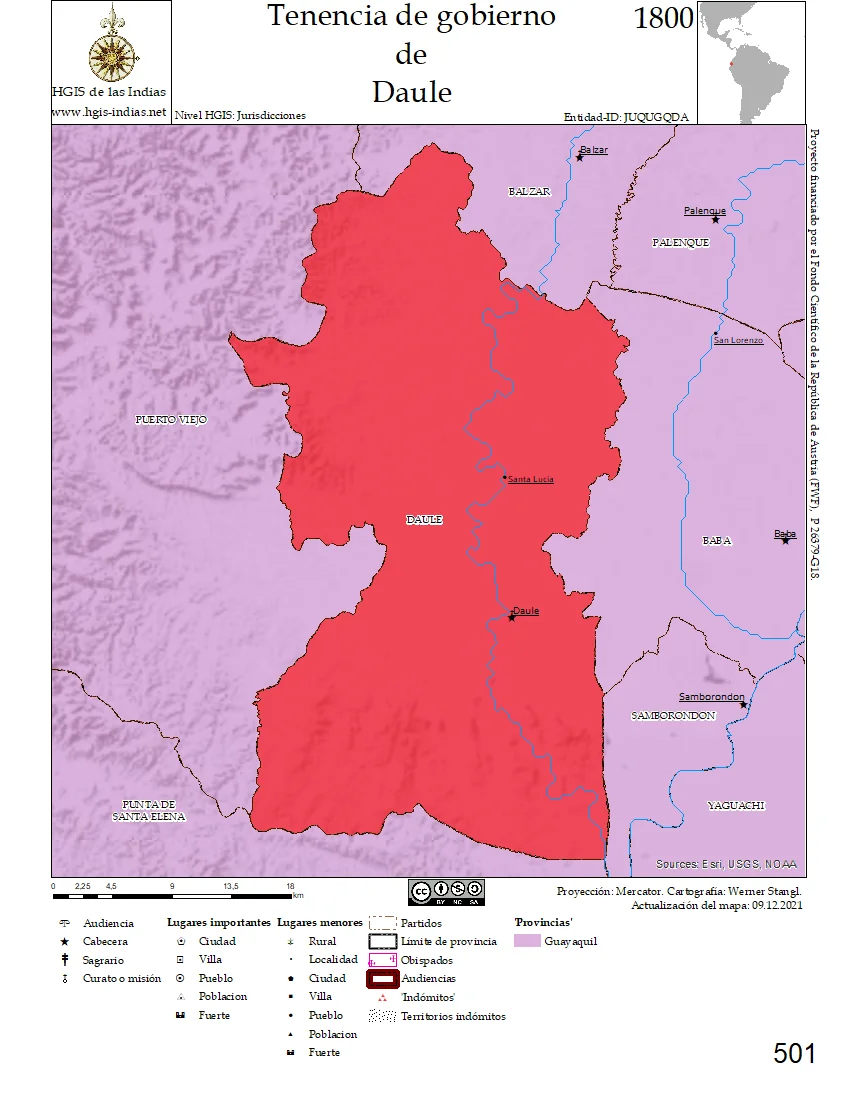 Tenencia de gobierno
de
Daule
1800
HGIS de las Indias
www.hgis-indias.net
Nivel HGIS: Jurisdicciones
Entidad-ID: JUQUGQDA
Proyecto financiado por el Fondo Científico de la República de Austria (FWF), P 26379-G18.
Balzar
BALZAR
Palenque
PALENQUE
San Lorenzo
PUERTO VIEJO
Santa Lucia
DAULE
BABA
Baba
Daule
Samborondon
SAMBORONDON
PUNTA DE
SANTA ELENA
YAGUACHI
Sources: Esri, USGS, NOAA
0 2,25 4,5 9 13,5 18
km
cc BY NC SA
Proyección: Mercator. Cartografía: Werner Stangl.
Actualización del mapa: 09.12.2021
Audiencia
Cabecera
Sagrario
Curato o misión
Lugares importantes
Ciudad
Villa
Pueblo
Poblacion
Fuerte
Lugares menores
Rural
Localidad
Ciudad
Villa
Pueblo
Poblacion
Fuerte
Partidos
Límite de provincia
Obispados
Audiencias
'Indómitos'
Territorios indómitos
'Provincias'
Guayaquil
501